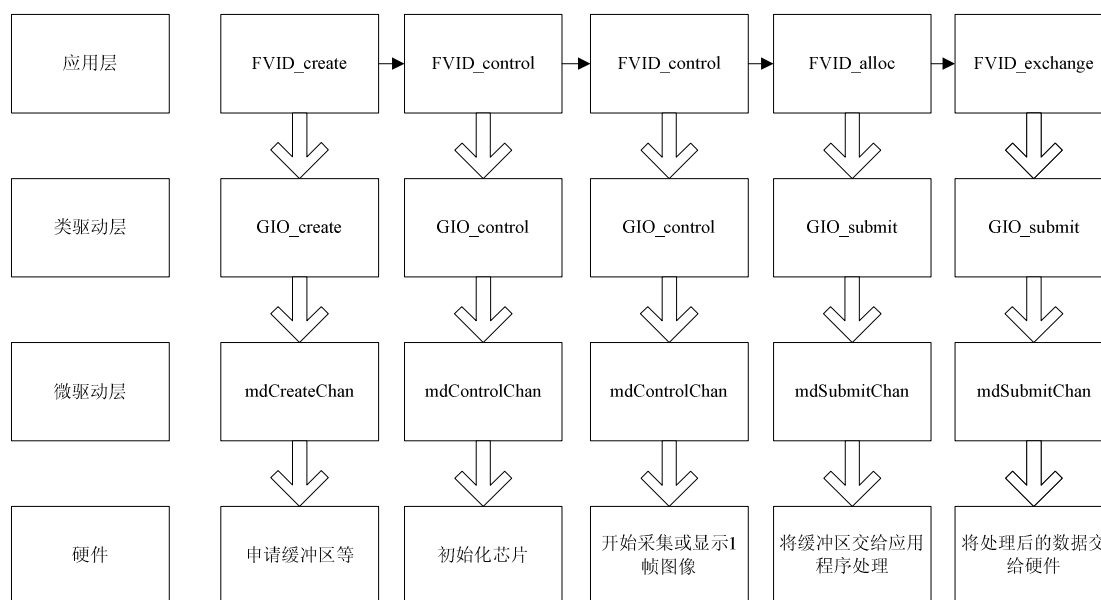 应用层
FVID_create
FVID_control
FVID_control
FVID_alloc
FVID_exchange
类驱动层
GIO_create
GIO_control
GIO_control
GIO_submit
GIO_submit
微驱动层
mdCreateChan
mdControlChan
mdControlChan
mdSubmitChan
mdSubmitChan
硬件
申请缓冲区等
初始化芯片
开始采集或显示1
帧图像
将缓冲区交给应用
程序处理
将处理后的数据交
给硬件